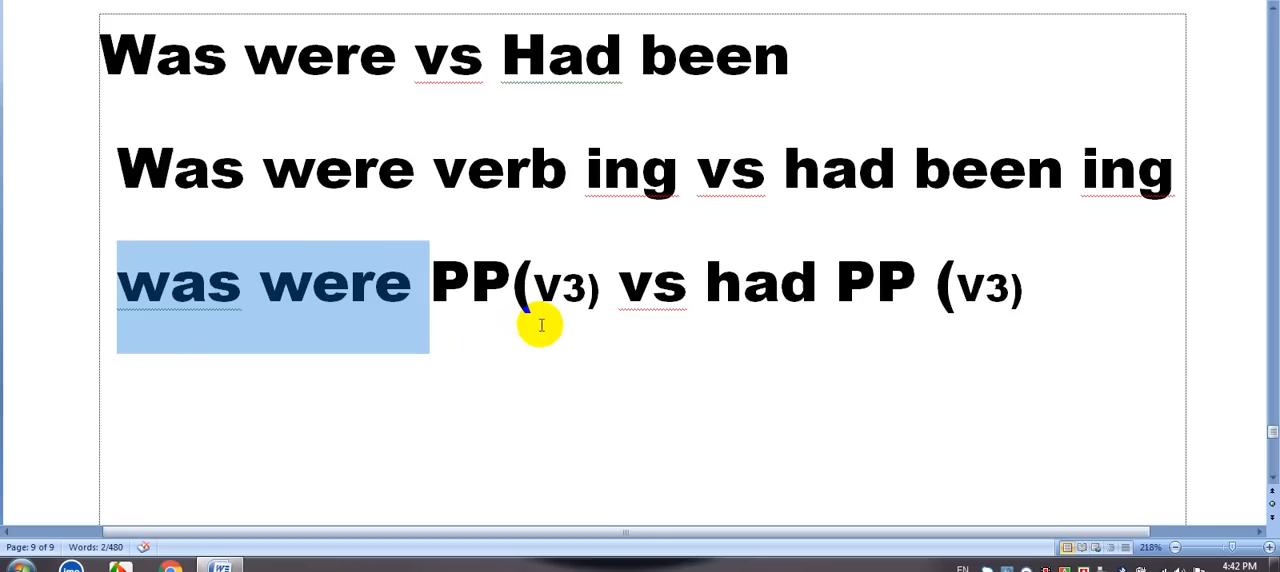 Was were vs Had been
Was were verb ing vs had been ing
was were PP(V3) vs had PP (V3)
Page: 9 of 9 Words: 2/480 218%
imo W EN 4:42 PM